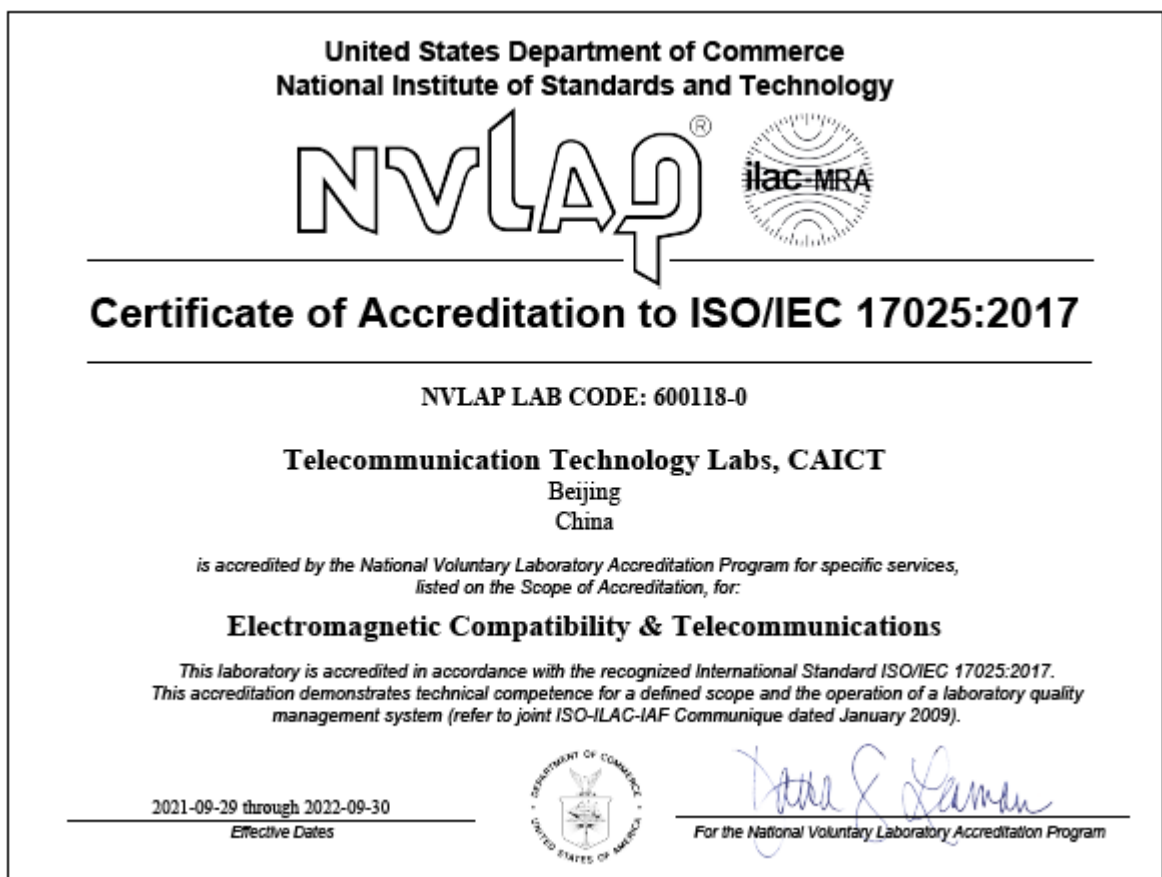 United States Department of Commerce
National Institute of Standards and Technology
NVLAP®
ilac-MRA
Certificate of Accreditation to ISO/IEC 17025:2017
NVLAP LAB CODE: 600118-0
Telecommunication Technology Labs, CAICT
Beijing
China
is accredited by the National Voluntary Laboratory Accreditation Program for specific services,
listed on the Scope of Accreditation, for:
Electromagnetic Compatibility & Telecommunications
This laboratory is accredited in accordance with the recognized International Standard ISO/IEC 17025:2017.
This accreditation demonstrates technical competence for a defined scope and the operation of a laboratory quality
management system (refer to joint ISO-ILAC-IAF Communique dated January 2009).
2021-09-29 through 2022-09-30
Effective Dates
DEPARTMENT OF COMMERCE
UNITED STATES OF AMERICA
For the National Voluntary Laboratory Accreditation Program